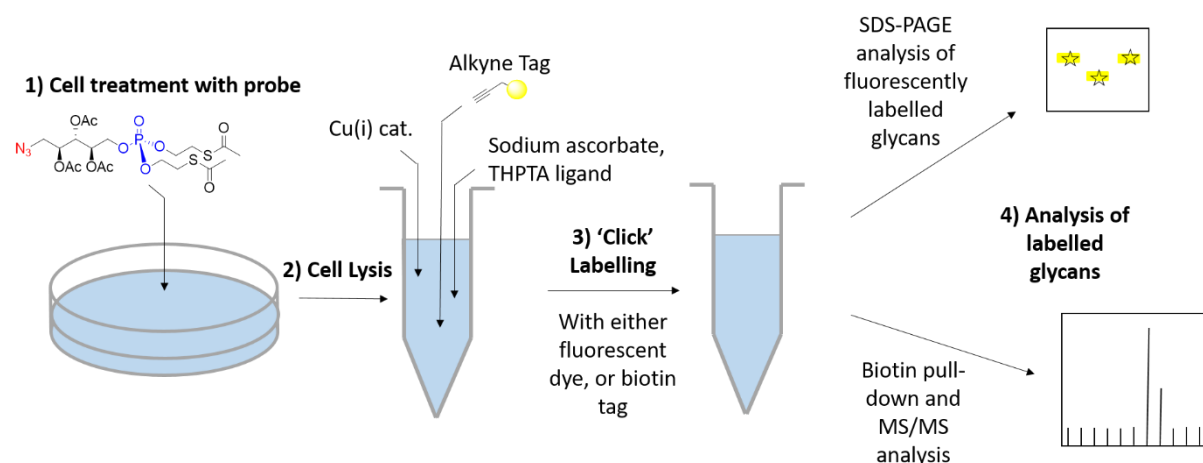 1) Cell treatment with probe
OAc
N3
OAc
OAc
O
O
P
O
O
S
O
S
O
Alkyne Tag
Cu(i) cat.
Sodium ascorbate,
THPTA ligand
2) Cell Lysis
3) ‘Click’
Labelling
With either
fluorescent
dye, or biotin
tag
SDS-PAGE
analysis of
fluorescently
labelled
glycans
4) Analysis of
labelled
glycans
Biotin pull-
down and
MS/MS
analysis